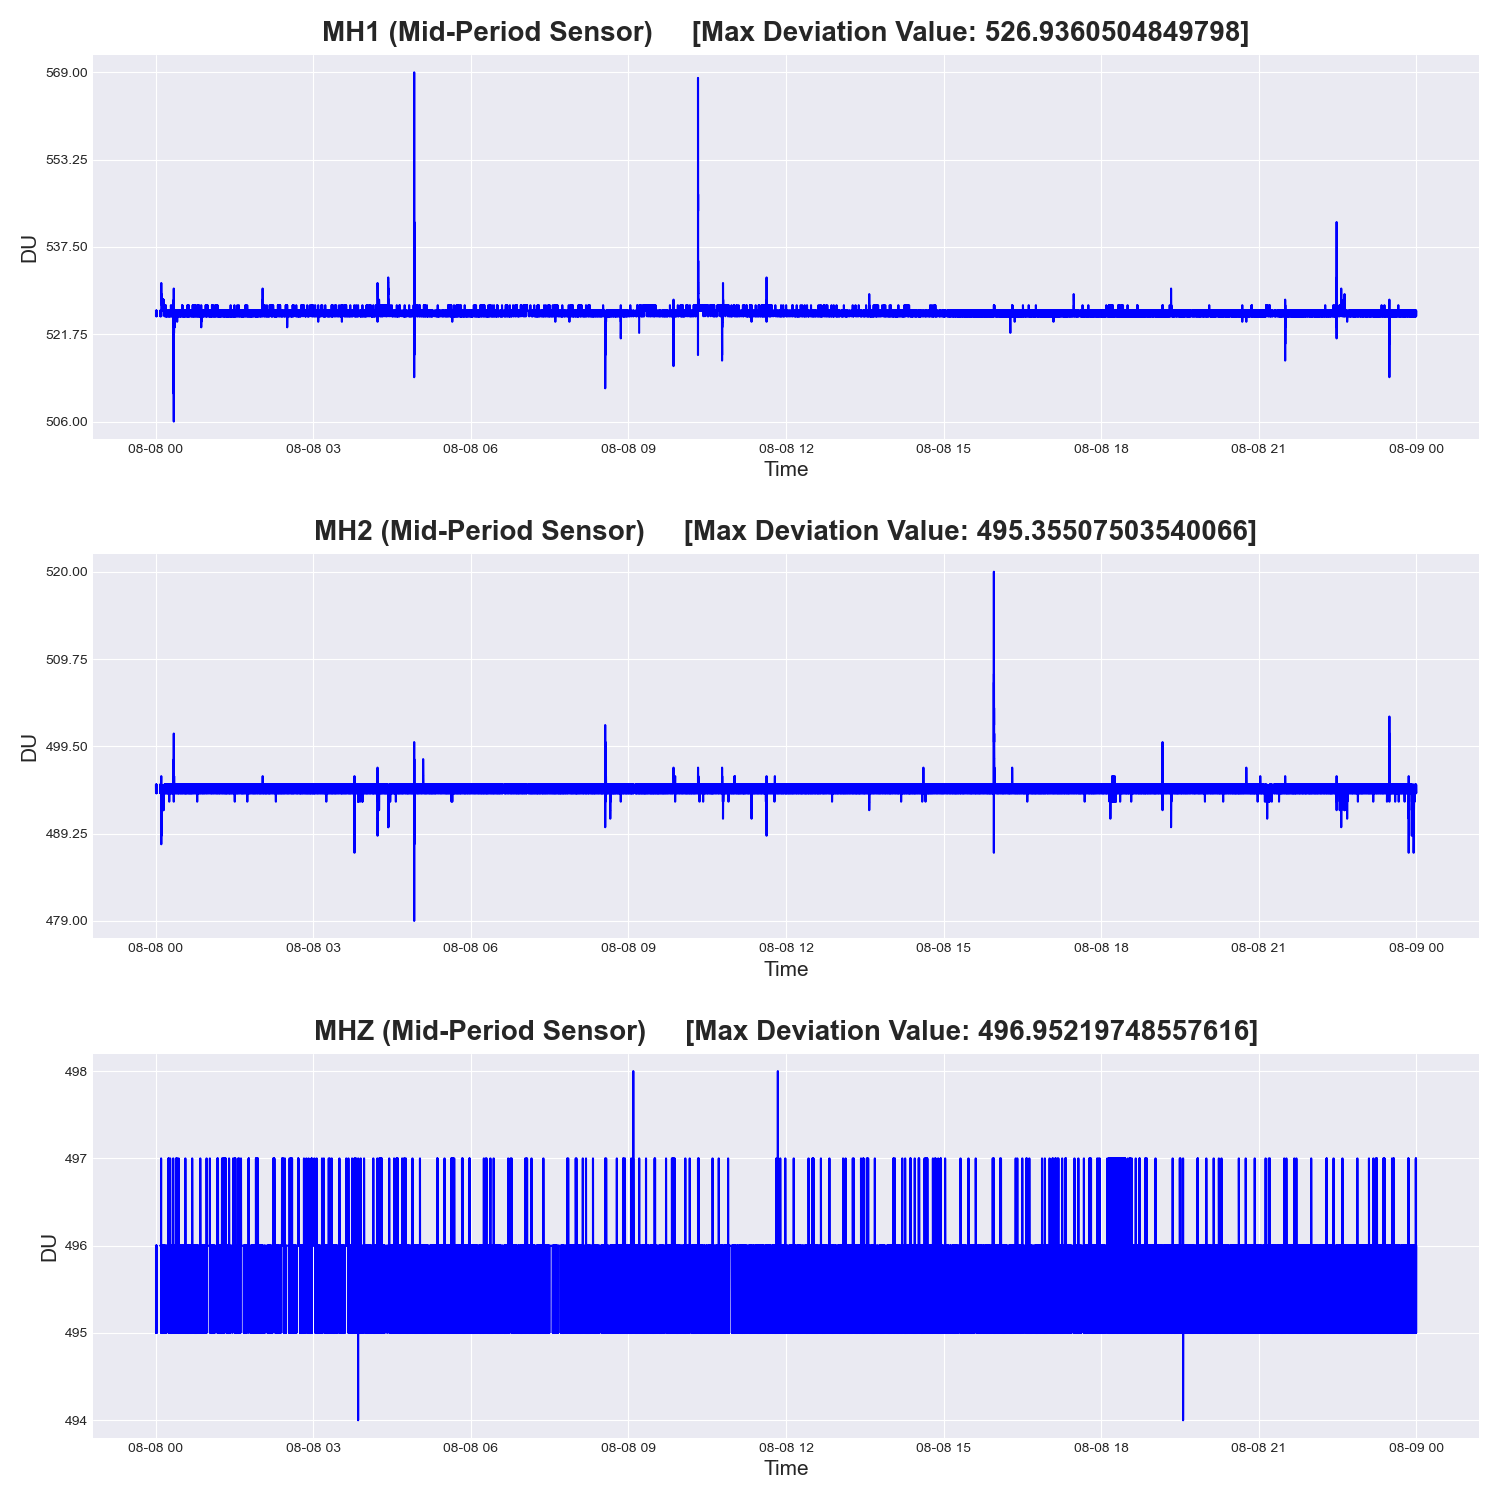 MH1 (Mid-Period Sensor) [Max Deviation Value: 526.9360504849798]
569.00
553.25
537.50
521.75
506.00
DU
08-08 00 08-08 03 08-08 06 08-08 09 08-08 12 08-08 15 08-08 18 08-08 21 08-09 00
Time
MH2 (Mid-Period Sensor) [Max Deviation Value: 495.35507503540066]
520.00
509.75
499.50
489.25
479.00
DU
08-08 00 08-08 03 08-08 06 08-08 09 08-08 12 08-08 15 08-08 18 08-08 21 08-09 00
Time
MHZ (Mid-Period Sensor) [Max Deviation Value: 496.95219748557616]
498
497
496
495
494
DU
08-08 00 08-08 03 08-08 06 08-08 09 08-08 12 08-08 15 08-08 18 08-08 21 08-09 00
Time